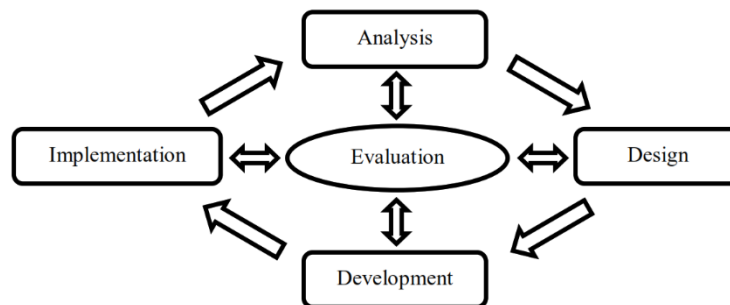 Analysis
Implementation
Evaluation
Design
Development